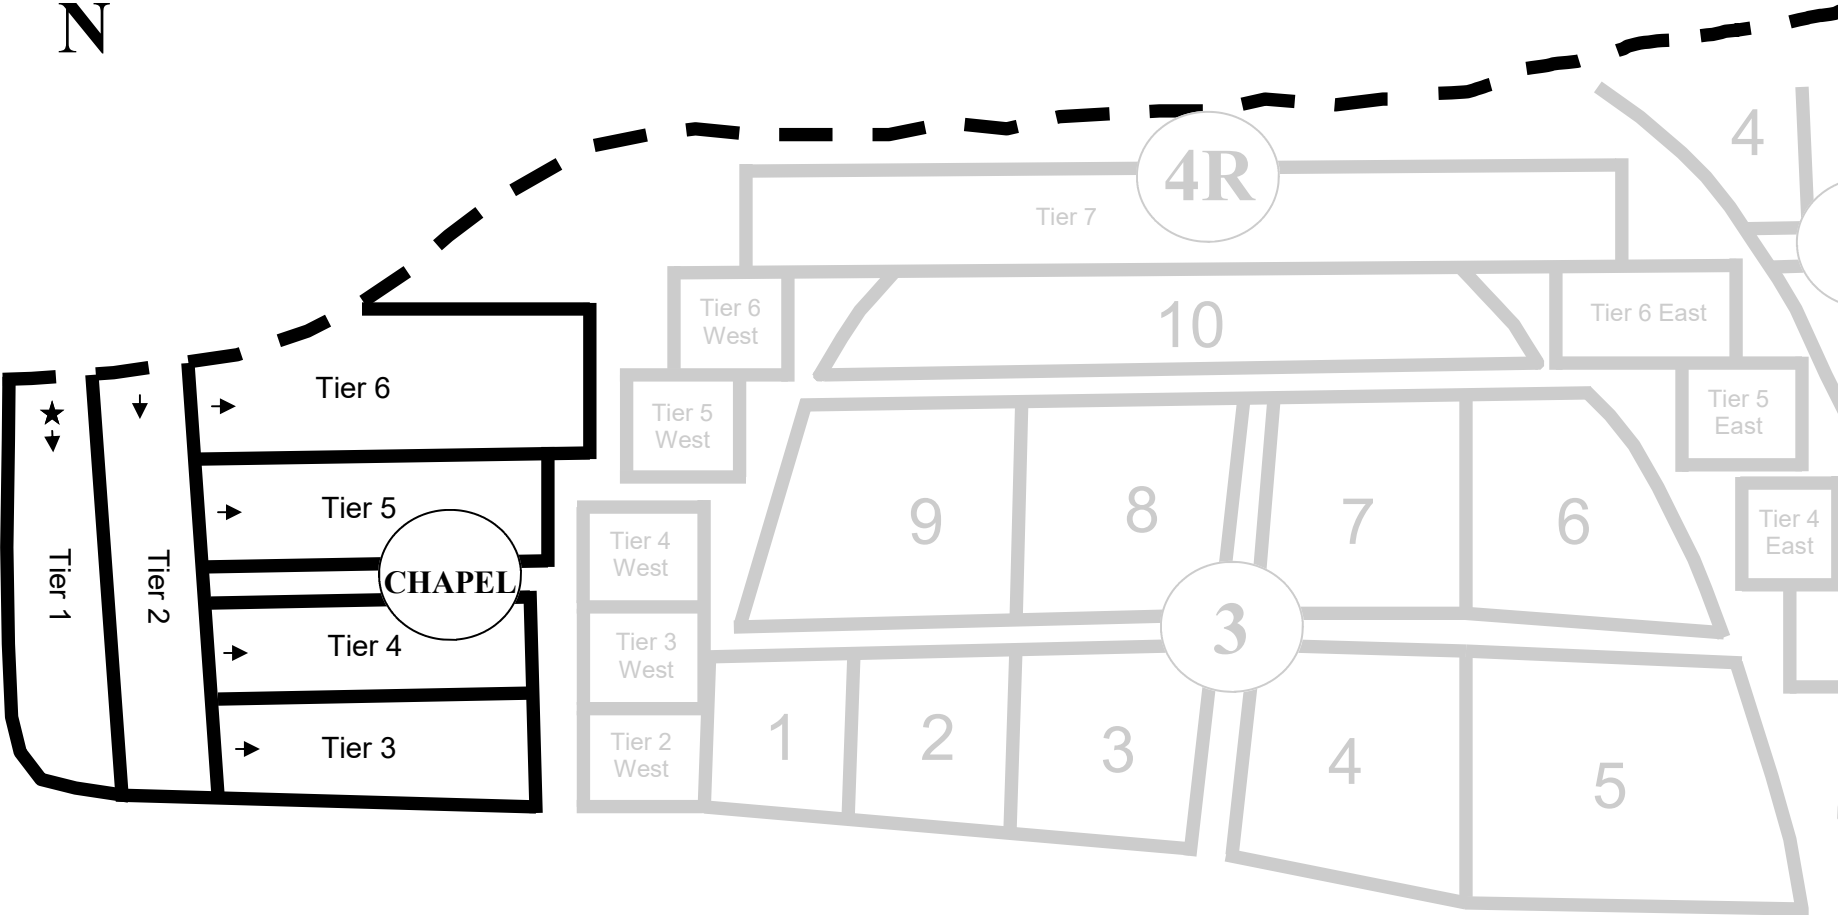 N
4
4R
Tier 7
Tier 6
West
10
Tier 6 East
Tier 6
Tier 5
West
Tier 5
East
Tier 5
9
8
7
6
Tier 4
West
Tier 4
East
CHAPEL
Tier 1
Tier 2
Tier 4
Tier 3
West
3
Tier 3
Tier 2
West
1
2
3
4
5